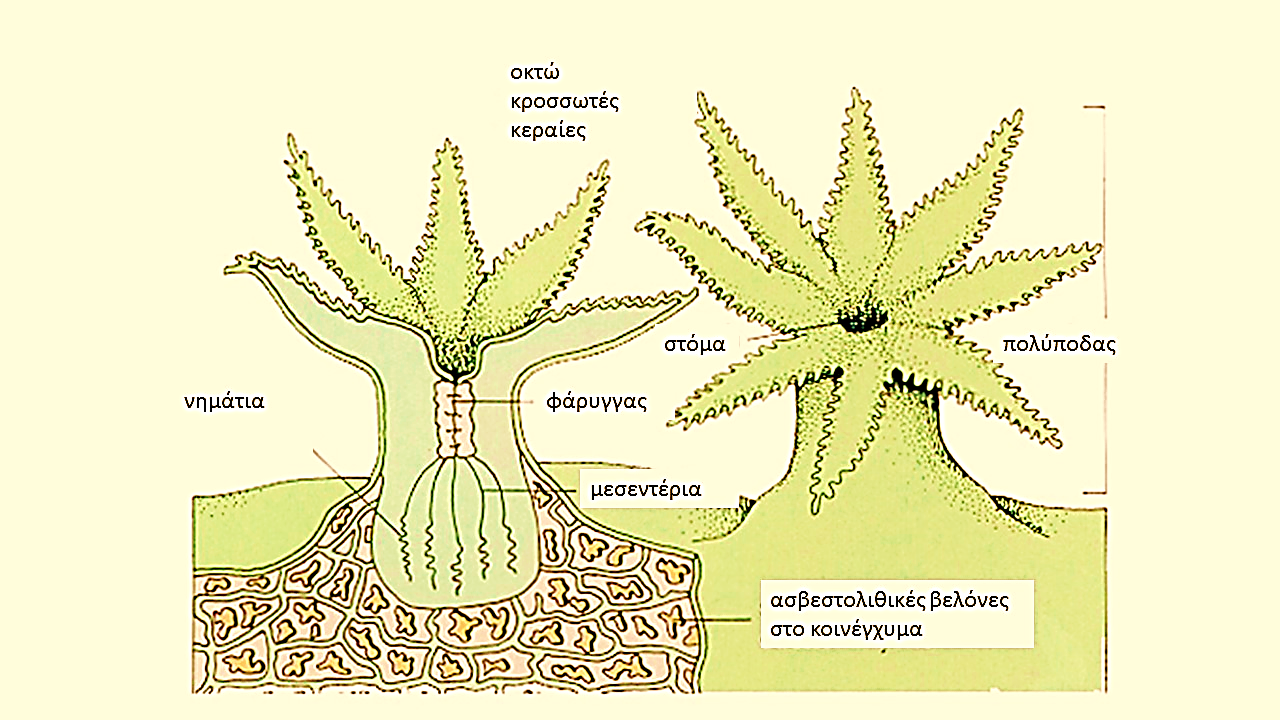 οκτώ
κροσσωτές
κεραίες
στόμα
πολύποδας
νημάτια
φάρυγγας
μεσεντέρια
ασβεστολιθικές βελόνες
στο κοινέγχυμα